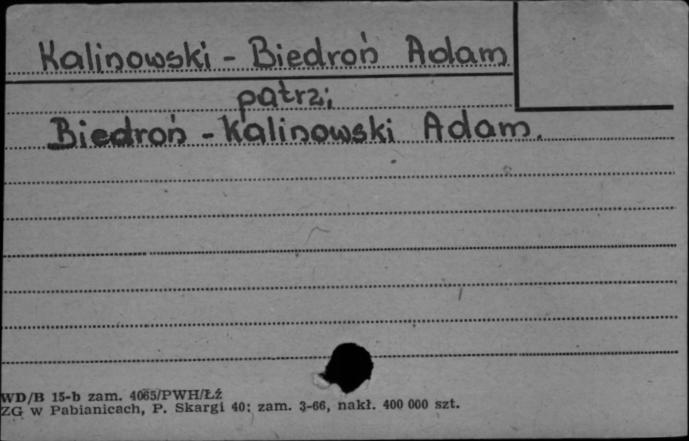 Kalinowski - Biedroń Adam
patrz;
Biedroń - Kalinowski Adam.
WD/B 15-b zam. 4065/PWH/Łź
ZG w Pabianicach, P. Skargi 40; zam. 3-66, nakł. 400 000 szt.